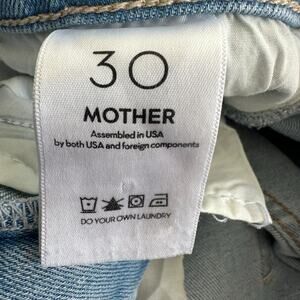 30
MOTHER
Assembled in USA
by both USA and foreign components
DO YOUR OWN LAUNDRY